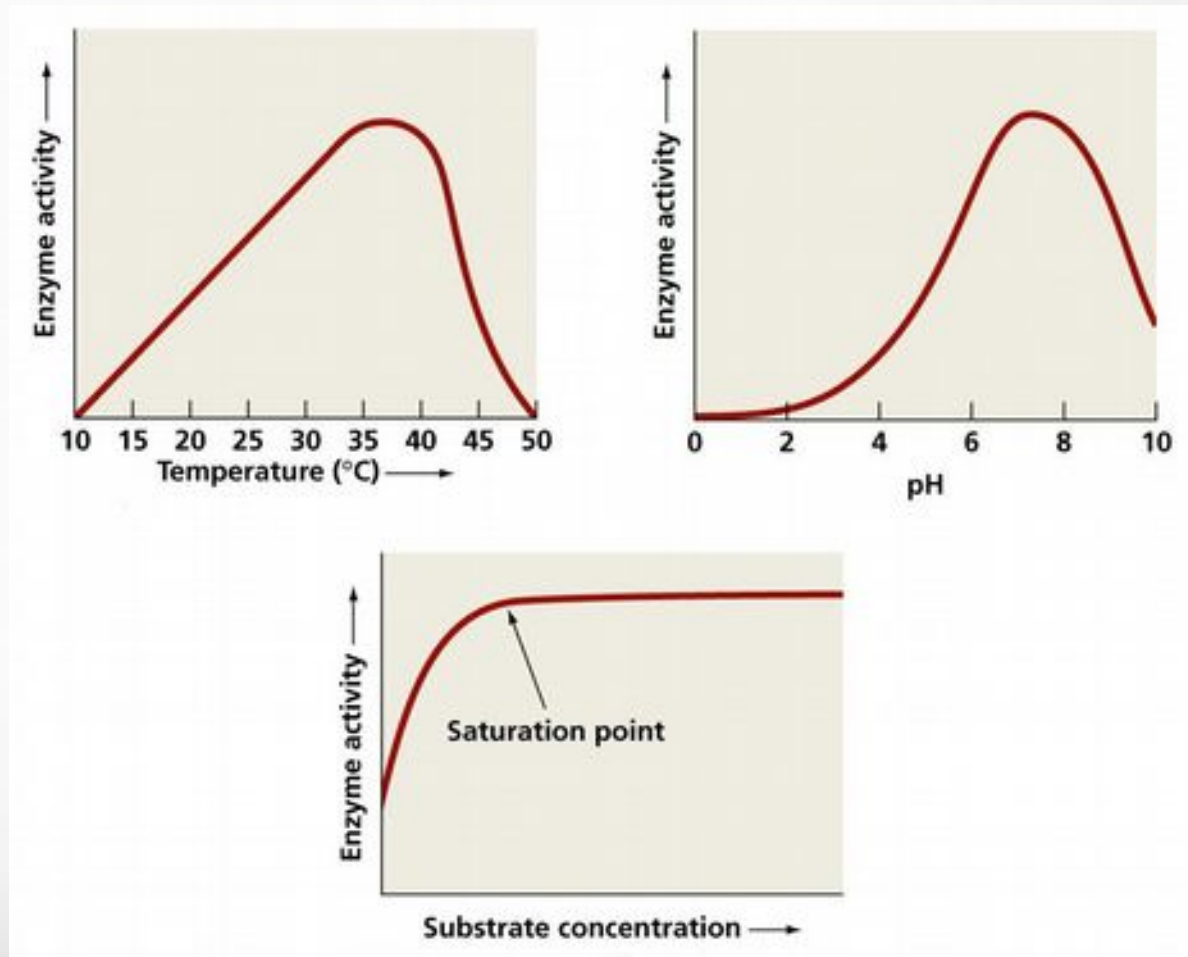 Enzyme activity
10 15 20 25 30 35 40 45 50
Temperature (°C)
Enzyme activity
0 2 4 6 8 10
pH
Enzyme activity
Saturation point
Substrate concentration